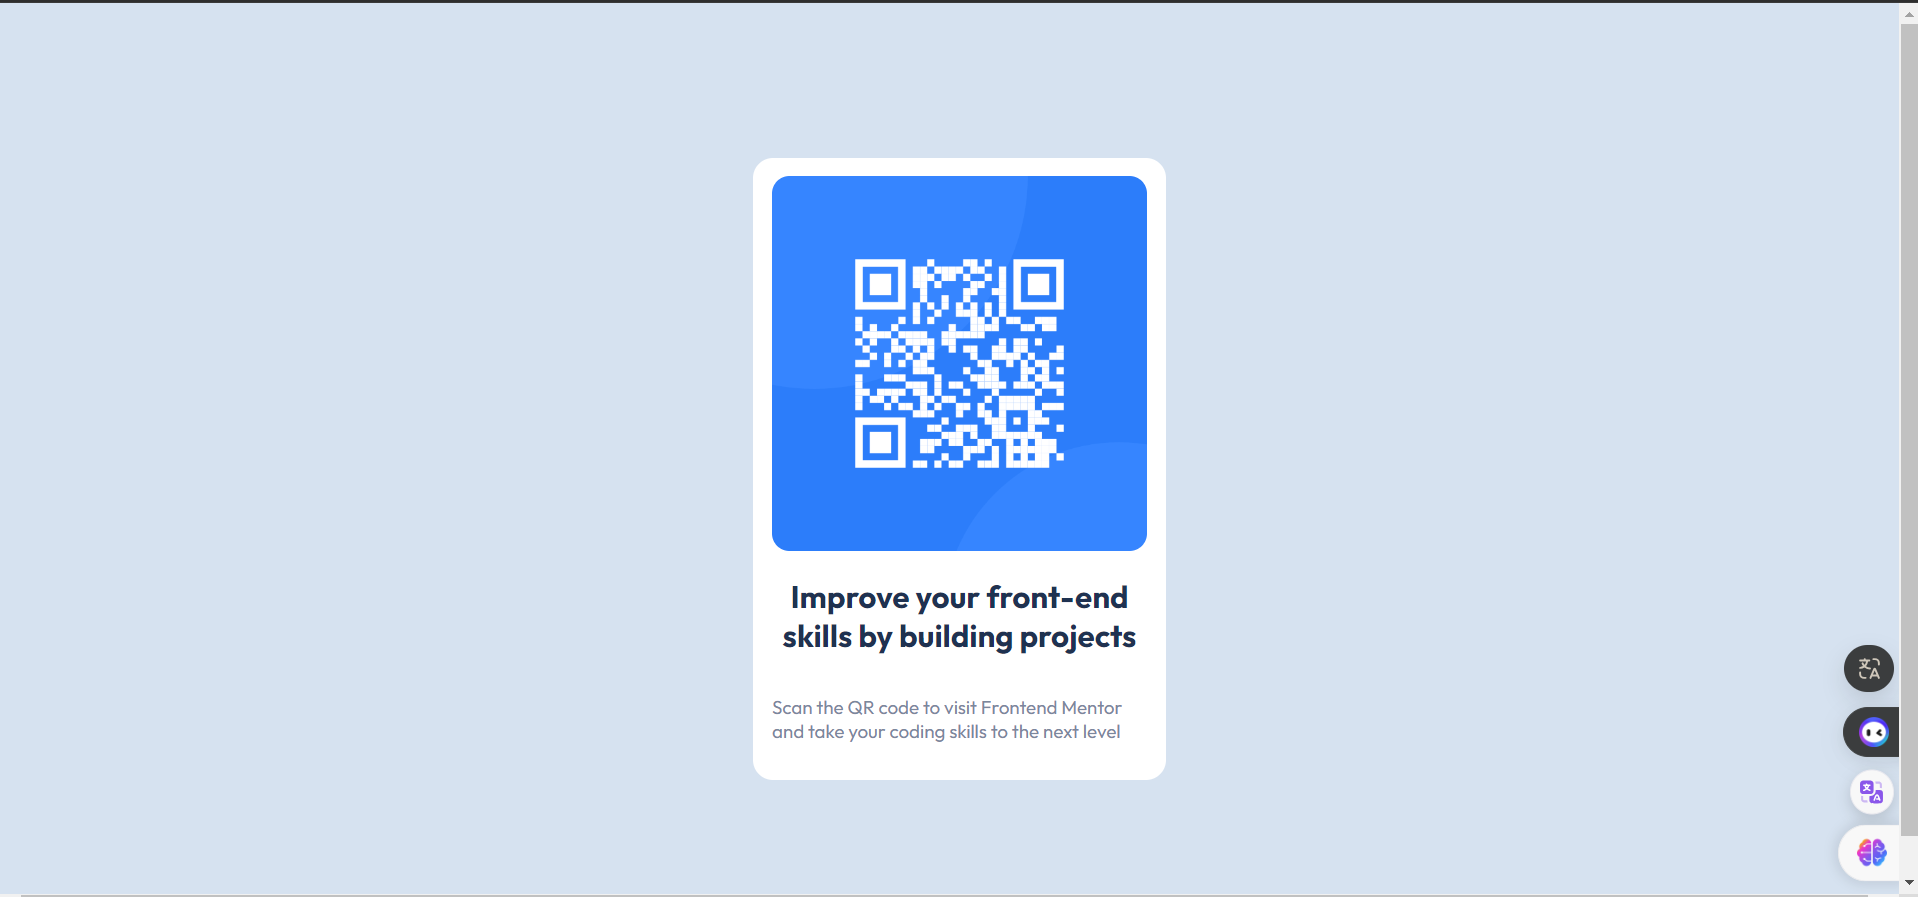 Improve your front-end
skills by building projects
Scan the QR code to visit Frontend Mentor
and take your coding skills to the next level